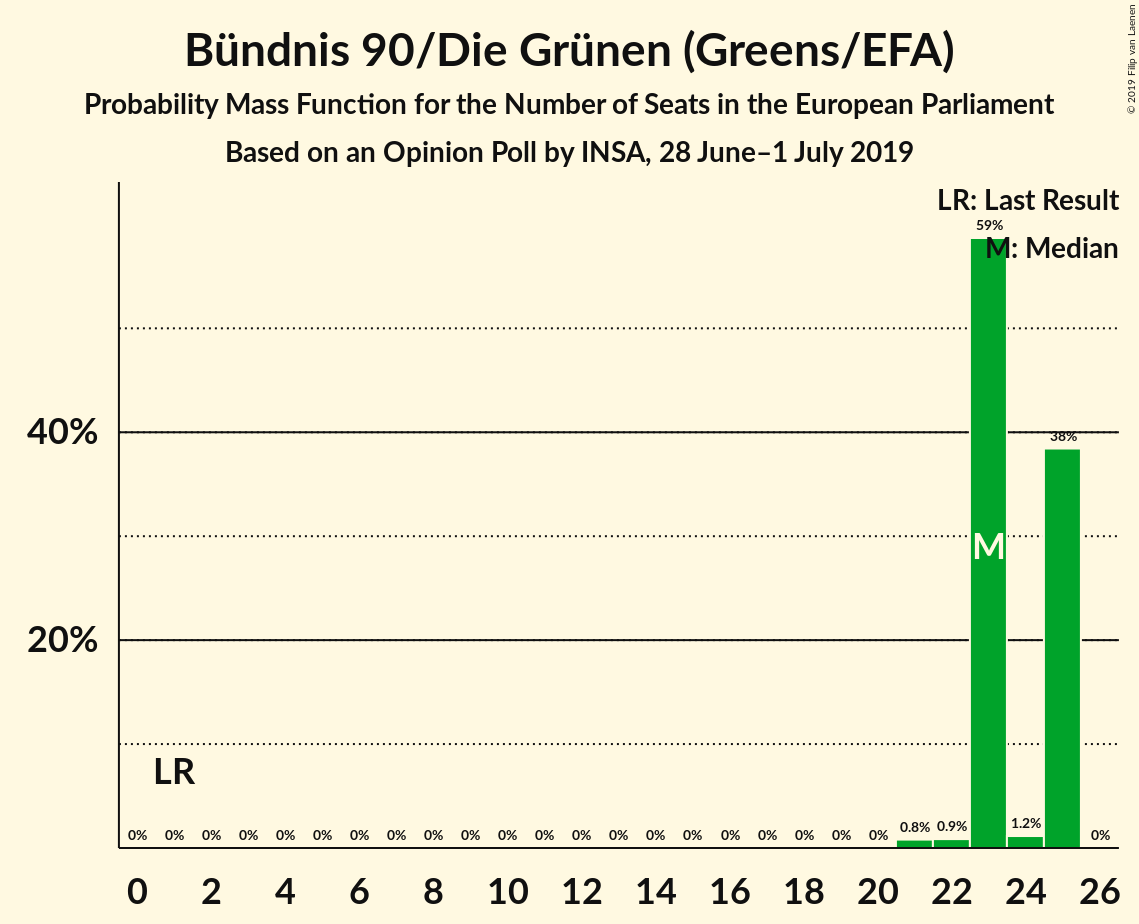 Bündnis 90/Die Grünen (Greens/EFA)
Probability Mass Function for the Number of Seats in the European Parliament
Based on an Opinion Poll by INSA, 28 June–1 July 2019
© 2019 Filip van Laenen
LR: Last Result
M: Median
59%
40%
38%
M
20%
LR
0% 0% 0% 0% 0% 0% 0% 0% 0% 0% 0% 0% 0% 0% 0% 0% 0% 0% 0% 0% 0% 0.8% 0.9% 1.2% 0%
0 2 4 6 8 10 12 14 16 18 20 22 24 26